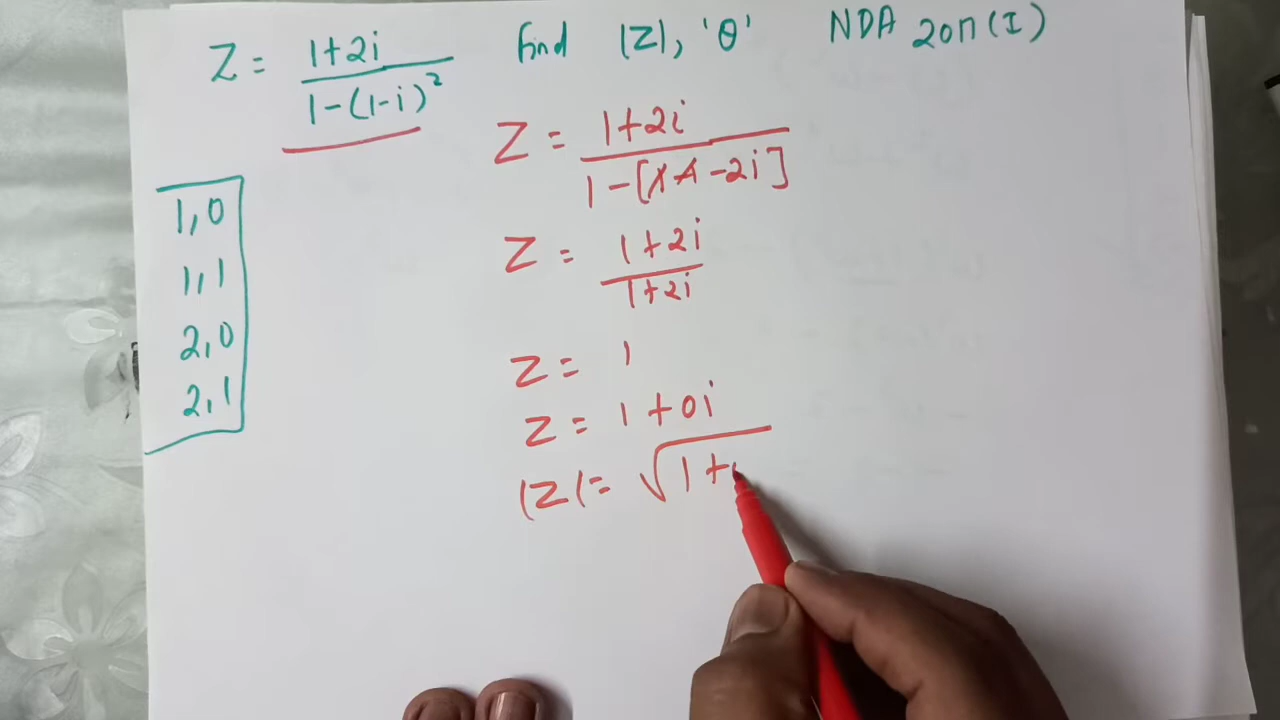 Z = 1+2i / 1-(1-i)² find |Z|, 'θ' NDA 2017(I)
1,0
1,1
2,0
2,1
Z = 1+2i / 1-[1-1-2i]
Z = 1+2i / 1+2i
Z = 1
Z = 1+0i
|Z| = √1+